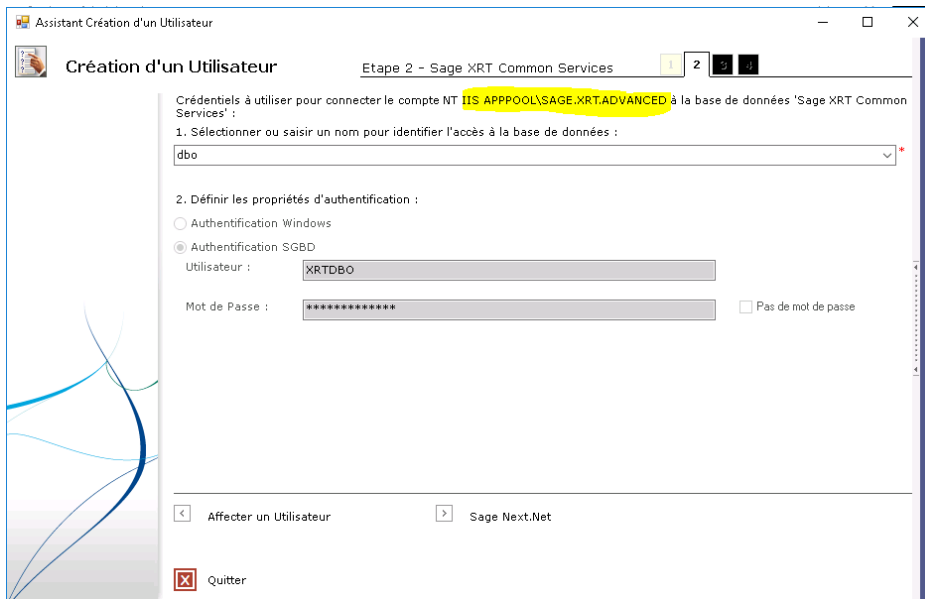 Assistant Création d'un Utilisateur
Création d'un Utilisateur
Etape 2 - Sage XRT Common Services
1 2 3 4
Crédentiels à utiliser pour connecter le compte NT IIS APPPOOL\SAGE.XRT.ADVANCED à la base de données 'Sage XRT Common
Services' :
1. Sélectionner ou saisir un nom pour identifier l'accès à la base de données :
dbo
*
2. Définir les propriétés d'authentification :
Authentification Windows
Authentification SGBD
Utilisateur :
XRTDBO
Mot de Passe :
*************
Pas de mot de passe
< Affecter un Utilisateur
> Sage Next.Net
X Quitter